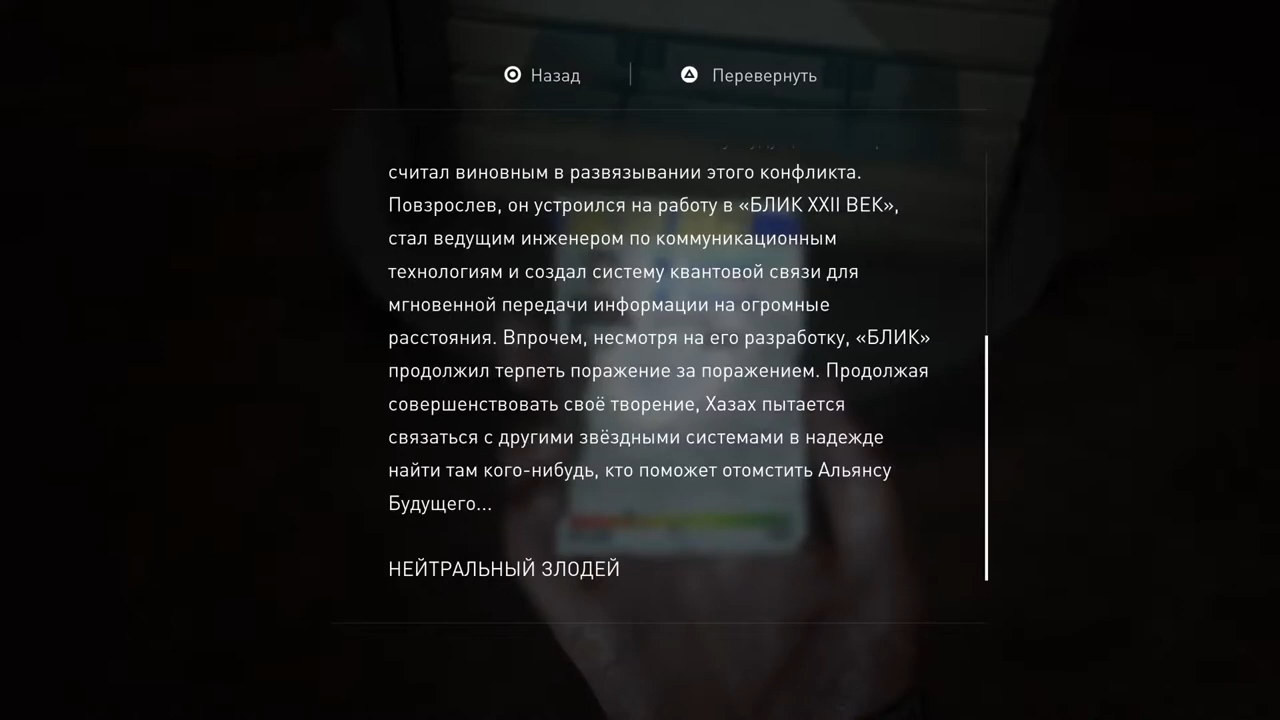 Назад
Перевернуть
считал виновным в развязывании этого конфликта.
Повзрослев, он устроился на работу в «БЛИК XXII ВЕК»,
стал ведущим инженером по коммуникационным
технологиям и создал систему квантовой связи для
мгновенной передачи информации на огромные
расстояния. Впрочем, несмотря на его разработку, «БЛИК»
продолжил терпеть поражение за поражением. Продолжая
совершенствовать своё творение, Хазах пытается
связаться с другими звёздными системами в надежде
найти там кого-нибудь, кто поможет отомстить Альянсу
Будущего...
НЕЙТРАЛЬНЫЙ ЗЛОДЕЙ